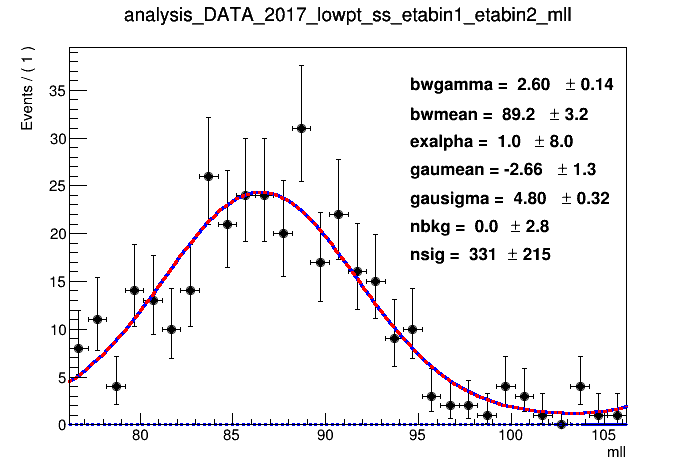 analysis_DATA_2017_lowpt_ss_etabin1_etabin2_mll
Events / ( 1 )
35
30
25
20
15
10
5
0
bwgamma = 2.60 ± 0.14
bwmean = 89.2 ± 3.2
exalpha = 1.0 ± 8.0
gaumean = -2.66 ± 1.3
gausigma = 4.80 ± 0.32
nbkg = 0.0 ± 2.8
nsig = 331 ± 215
80 85 90 95 100 105
mll